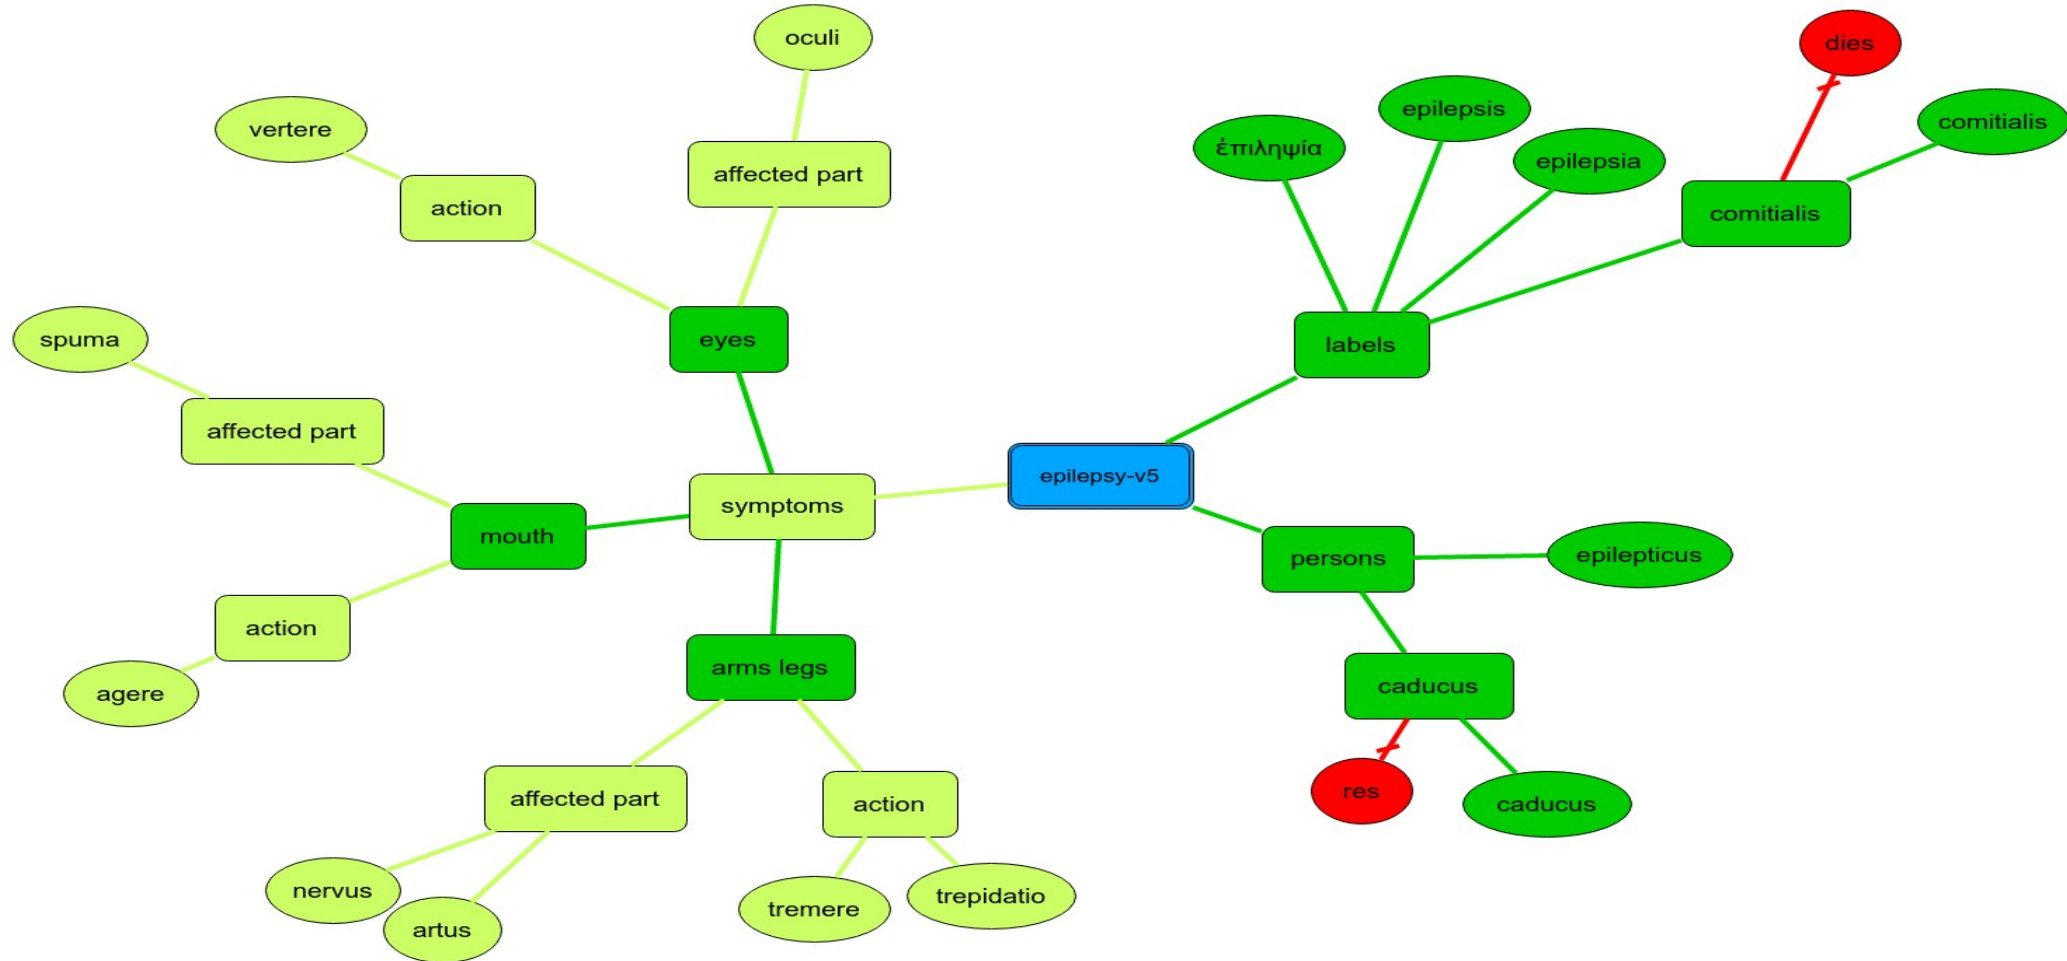 oculi
dies
vertere
affected part
action
ἐπιληψία
epilepsis
epilepsia
comitialis
comitialis
spuma
eyes
labels
affected part
epilepsy-v5
symptoms
mouth
persons
epilepticus
action
agere
arms legs
caducus
affected part
action
res
caducus
nervus
artus
tremere
trepidatio